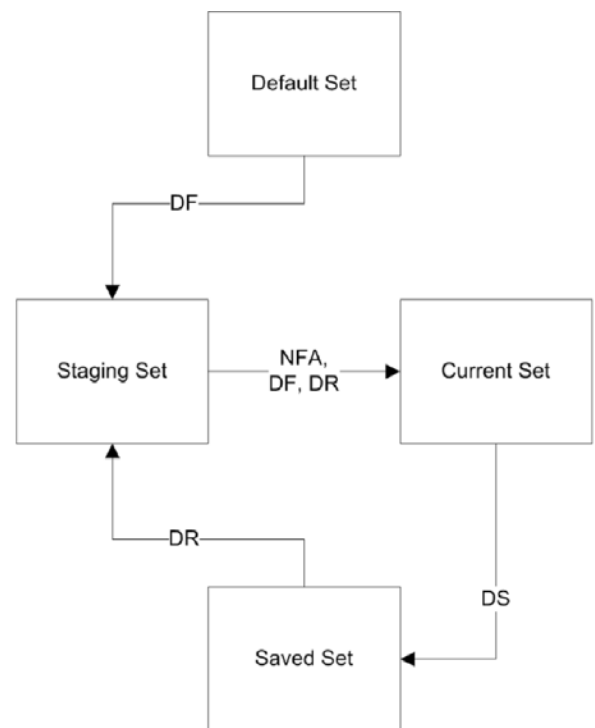 Default Set
DF
Staging Set
NFA,
DF, DR
Current Set
DR
DS
Saved Set